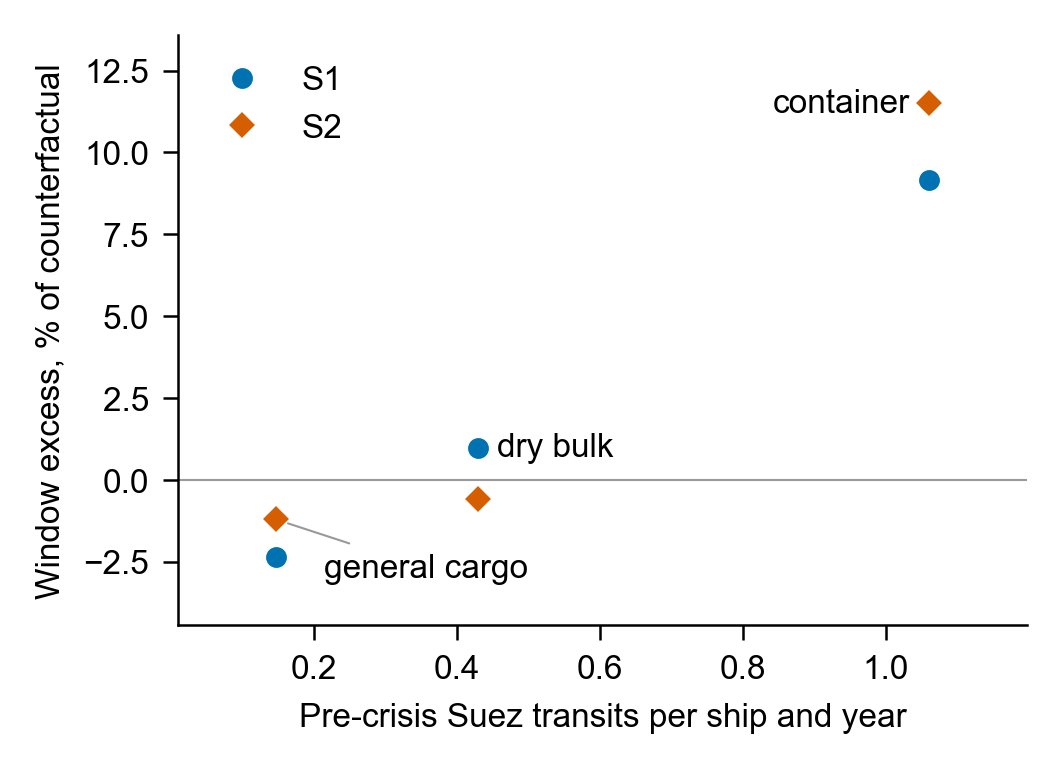 Window excess, % of counterfactual
12.5
10.0
7.5
5.0
2.5
0.0
−2.5
S1
S2
container
dry bulk
general cargo
0.2 0.4 0.6 0.8 1.0
Pre-crisis Suez transits per ship and year